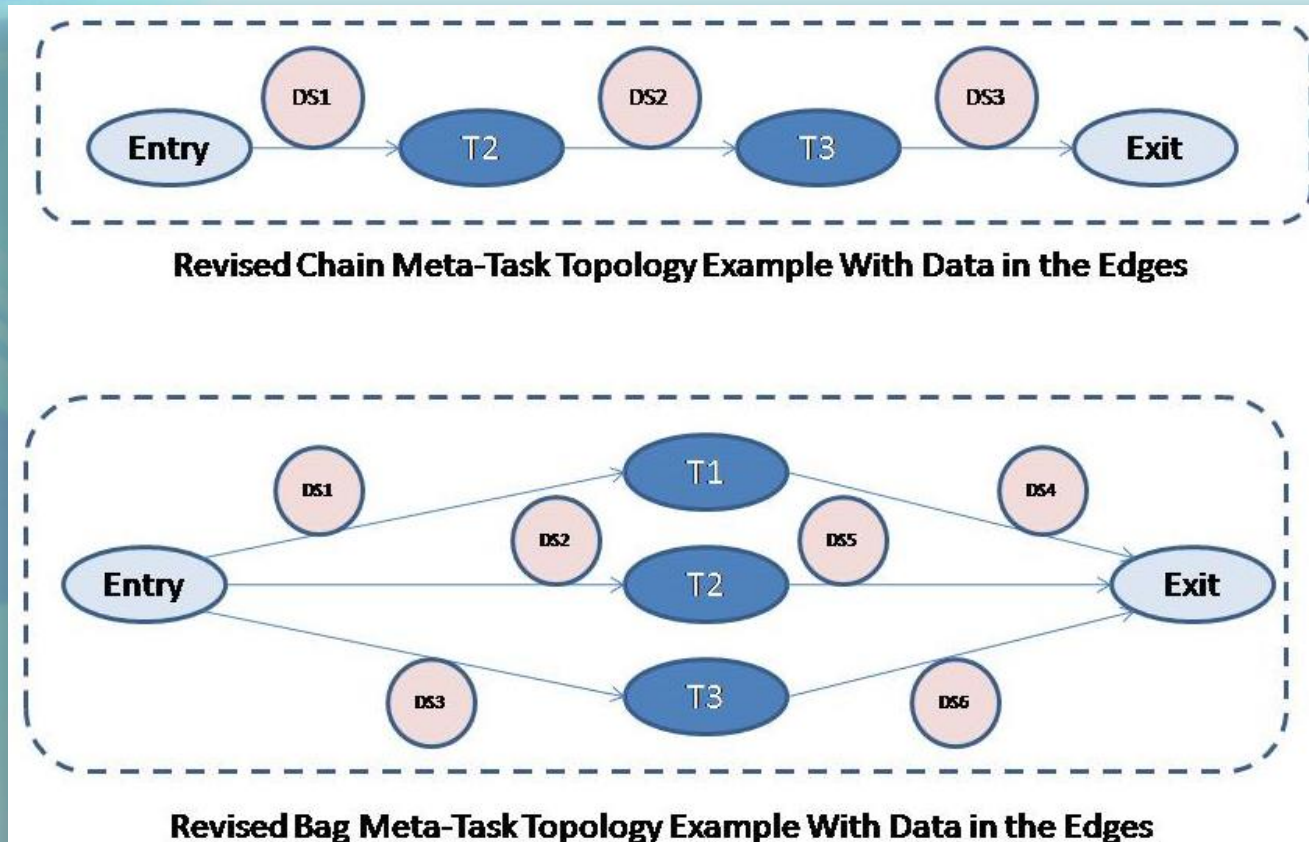 DS1 DS2 DS3
Entry T2 T3 Exit
Revised Chain Meta-Task Topology Example With Data in the Edges
T1
DS1 DS4
DS2 DS5
Entry T2 Exit
T3
DS3 DS6
Revised Bag Meta-Task Topology Example With Data in the Edges